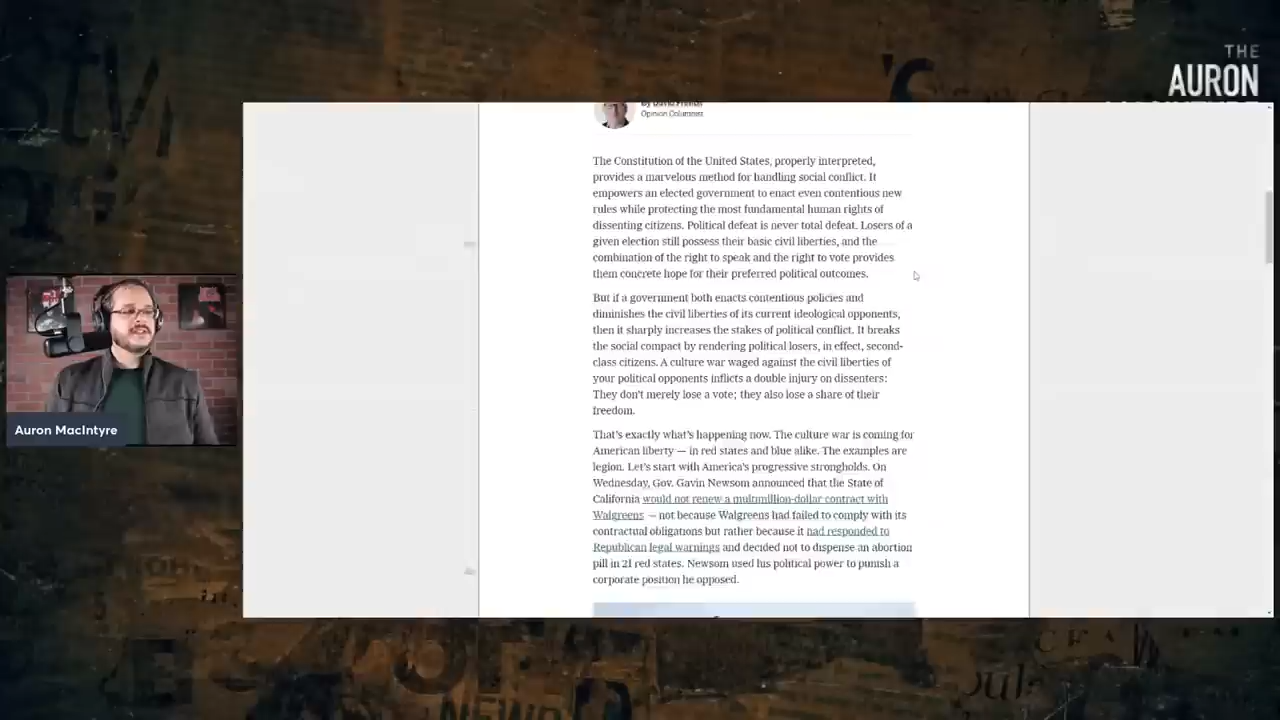 THE
AURON
Opinion Columnist
The Constitution of the United States, properly interpreted,
provides a marvelous method for handling social conflict. It
empowers an elected government to enact even contentious new
rules while protecting the most fundamental human rights of
dissenting citizens. Political defeat is never total defeat. Losers of a
given election still possess their basic civil liberties, and the
combination of the right to speak and the right to vote provides
them concrete hope for their preferred political outcomes.
But if a government both enacts contentious policies and
diminishes the civil liberties of its current ideological opponents,
then it sharply increases the stakes of political conflict. It breaks
the social compact by rendering political losers, in effect, second-
class citizens. A culture war waged against the civil liberties of
your political opponents inflicts a double injury on dissenters:
They don't merely lose a vote; they also lose a share of their
freedom.
That's exactly what's happening now. The culture war is coming for
American liberty — in red states and blue alike. The examples are
legion. Let's start with America's progressive strongholds. On
Wednesday, Gov. Gavin Newsom announced that the State of
California would not renew a multimillion-dollar contract with
Walgreens — not because Walgreens had failed to comply with its
contractual obligations but rather because it had responded to
Republican legal warnings and decided not to dispense an abortion
pill in 21 red states. Newsom used his political power to punish a
corporate position he opposed.
Auron MacIntyre